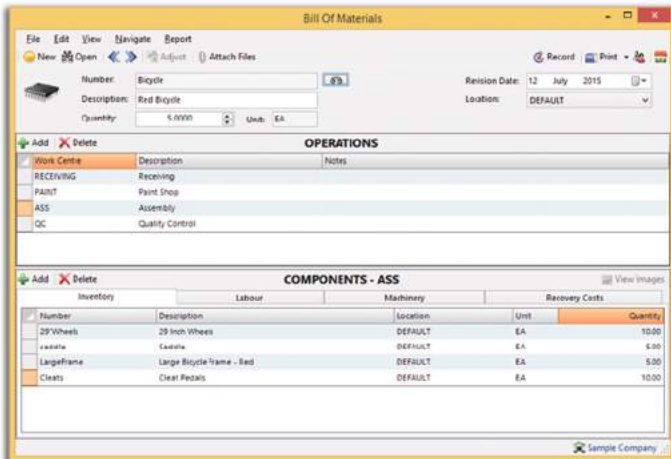 Bill Of Materials
File Edit View Navigate Report
New Open Adjust Attach Files Record Print
Number: Bicycle Revision Date: 12 July 2015
Description: Red Bicycle Location: DEFAULT
Quantity: 5.0000 Unit: EA
Add Delete OPERATIONS
Work Centre Description Notes
RECEIVING Receiving
PAINT Paint Shop
ASS Assembly
QC Quality Control
Add Delete COMPONENTS - ASS View Images
Inventory Labour Machinery Recovery Costs
Number Description Location Unit Quantity
29"Wheels 29 Inch Wheels DEFAULT EA 10.00
saddle Saddle DEFAULT EA 5.00
LargeFrame Large Bicycle Frame - Red DEFAULT EA 5.00
Cleats Cleat Pedals DEFAULT EA 10.00
Sample Company